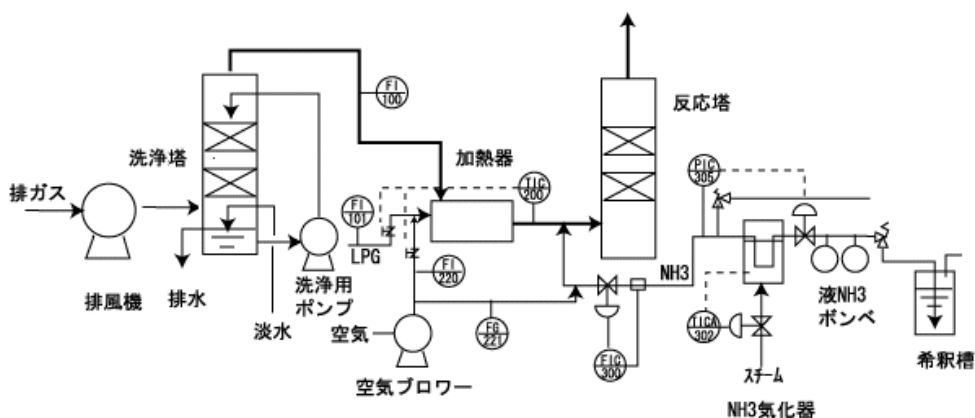 FI
100
反応塔
洗浄塔
加熱器
PIC
305
排ガス
FI
101
TIC
200
LPG
FI
220
NH3
洗浄用
ポンプ
排風機
排水
淡水
空気
FG
221
TICA
302
液NH3
ボンベ
空気ブロワー
FIC
300
スチーム
希釈槽
NH3気化器